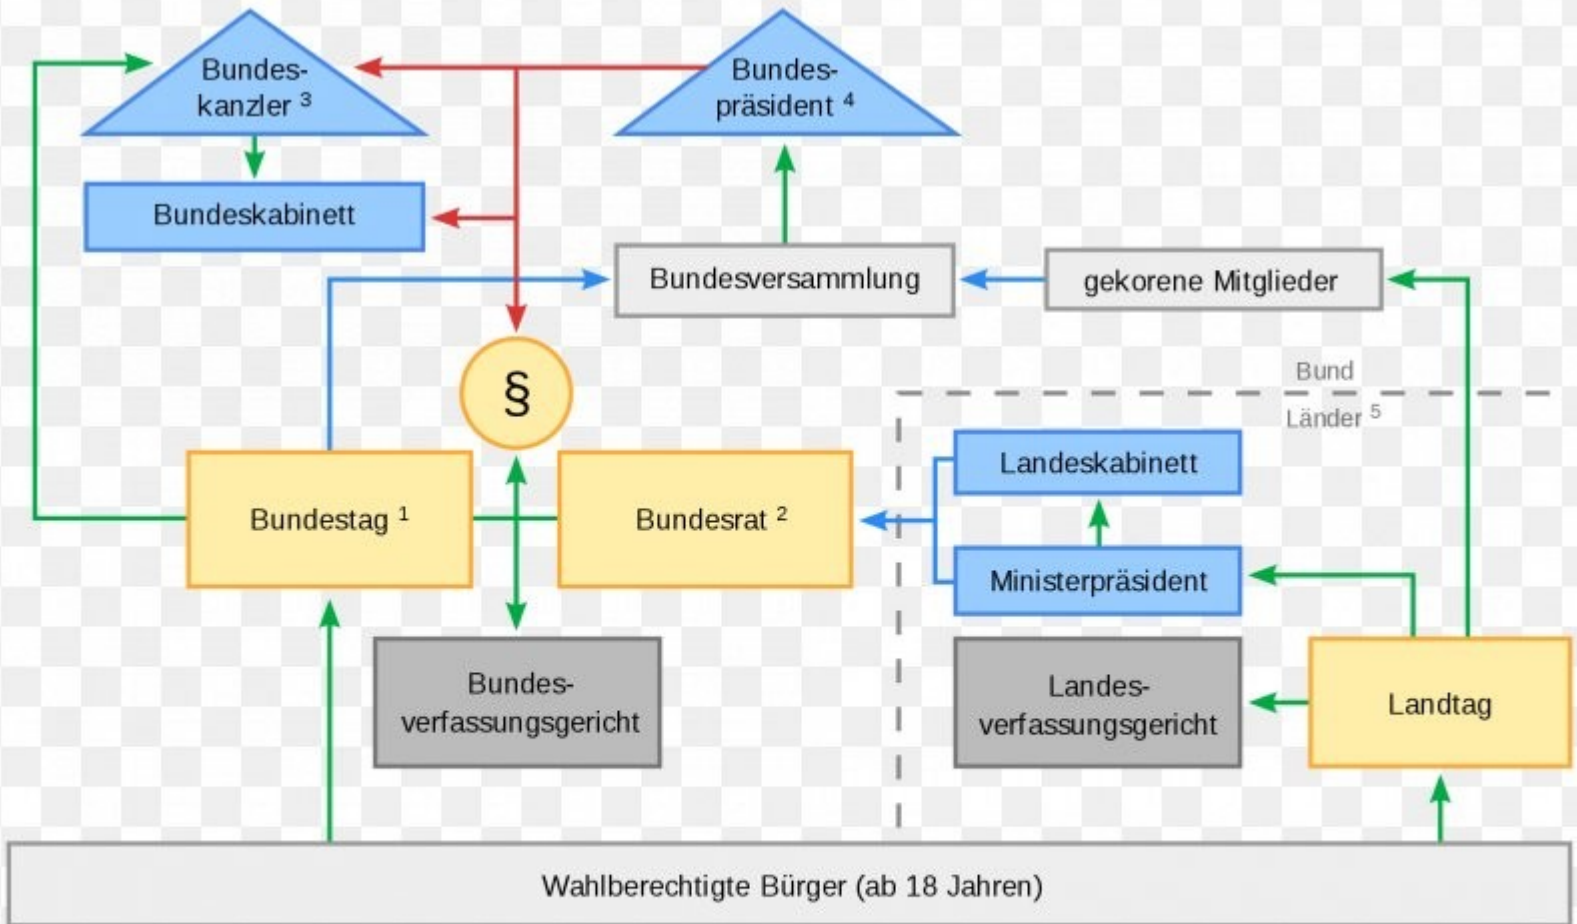 Bundes-
kanzler 3
Bundes-
präsident 4
Bundeskabinett
Bundesversammlung
gekorene Mitglieder
§
Bund
Länder 5
Bundestag 1
Bundesrat 2
Landeskabinett
Ministerpräsident
Bundes-
verfassungsgericht
Landes-
verfassungsgericht
Landtag
Wahlberechtigte Bürger (ab 18 Jahren)